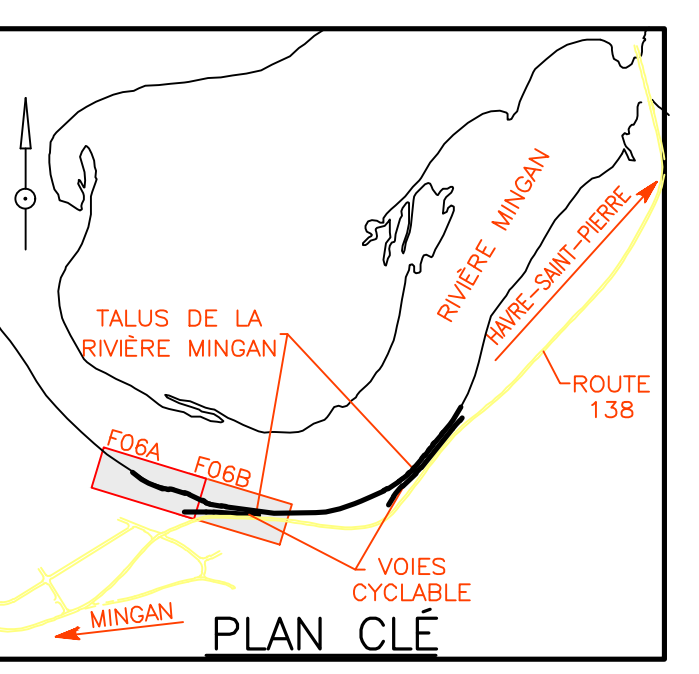 RIVIÈRE MINGAN
HAVRE-SAINT-PIERRE
TALUS DE LA
RIVIÈRE MINGAN
ROUTE
138
F06A
F06B
VOIES
CYCLABLE
MINGAN
PLAN CLÉ